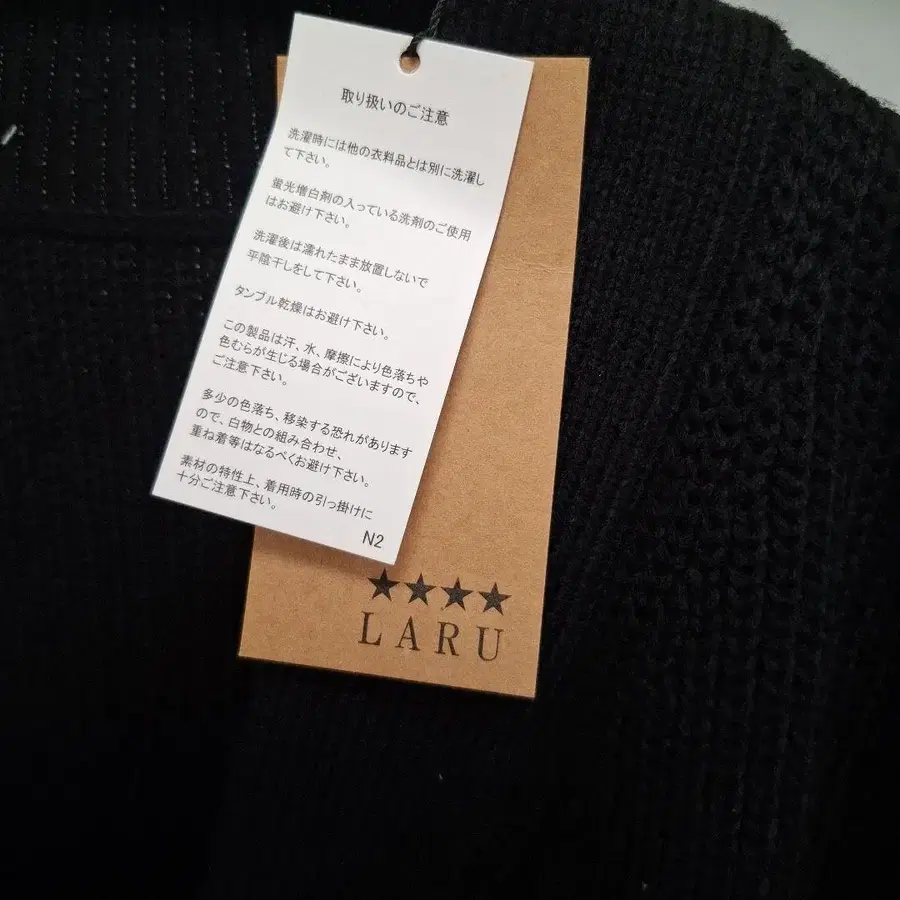 取り扱いのご注意
洗濯時には他の衣料品とは別に洗濯し
て下さい。
蛍光増白剤の入っている洗剤のご使用
はお避け下さい。
洗濯後は濡れたまま放置しないで
平陰干しをして下さい。
タンブル乾燥はお避け下さい。
この製品は汗、水、摩擦により色落ちや
色むらが生じる場合がございますので、
ご注意下さい。
多少の色落ち、移染する恐れがあります
ので、白物との組み合わせ、
重ね着等はなるべくお避け下さい。
素材の特性上、着用時の引っ掛けに
十分ご注意下さい。
N2
★★★★
LARU